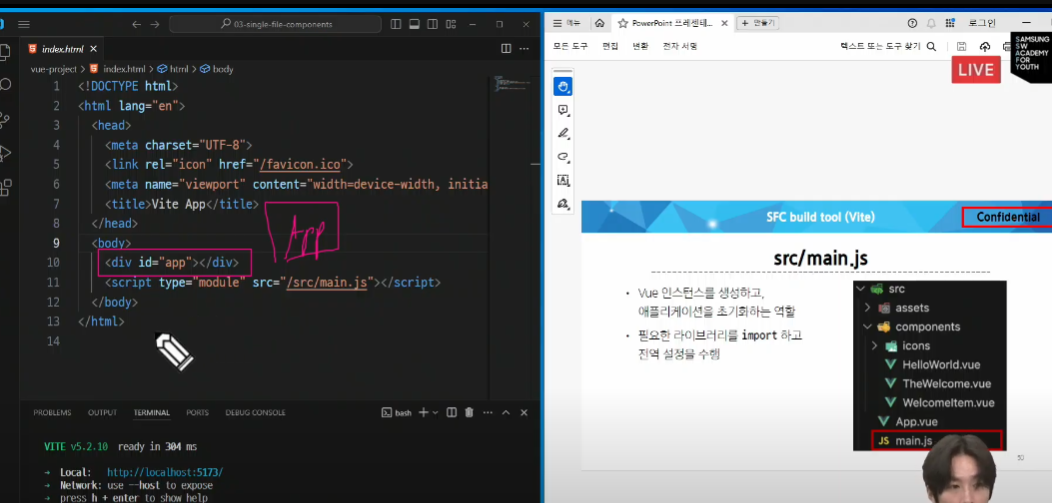 03-single-file-components
index.html
vue-project > index.html > html > body
1 <!DOCTYPE html>
2 <html lang="en">
3 <head>
4 <meta charset="UTF-8">
5 <link rel="icon" href="/favicon.ico">
6 <meta name="viewport" content="width=device-width, initia
7 <title>Vite App</title>
8 </head>
9 <body>
10 <div id="app"></div>
11 <script type="module" src="/src/main.js"></script>
12 </body>
13 </html>
14
App
PROBLEMS OUTPUT TERMINAL PORTS DEBUG CONSOLE
bash
VITE v5.2.10 ready in 304 ms
→ Local: http://localhost:5173/
→ Network: use --host to expose
→ press h + enter to show help
메뉴 PowerPoint 프레젠테... + 만들기 로그인
모든 도구 편집 변환 전자 서명 텍스트 또는 도구 찾기
LIVE
SAMSUNG
SW
ACADEMY
FOR
YOUTH
SFC build tool (Vite)
Confidential
src/main.js
• Vue 인스턴스를 생성하고,
애플리케이션을 초기화하는 역할
• 필요한 라이브러리를 import 하고
전역 설정을 수행
src
assets
components
icons
HelloWorld.vue
TheWelcome.vue
WelcomeItem.vue
App.vue
JS main.js